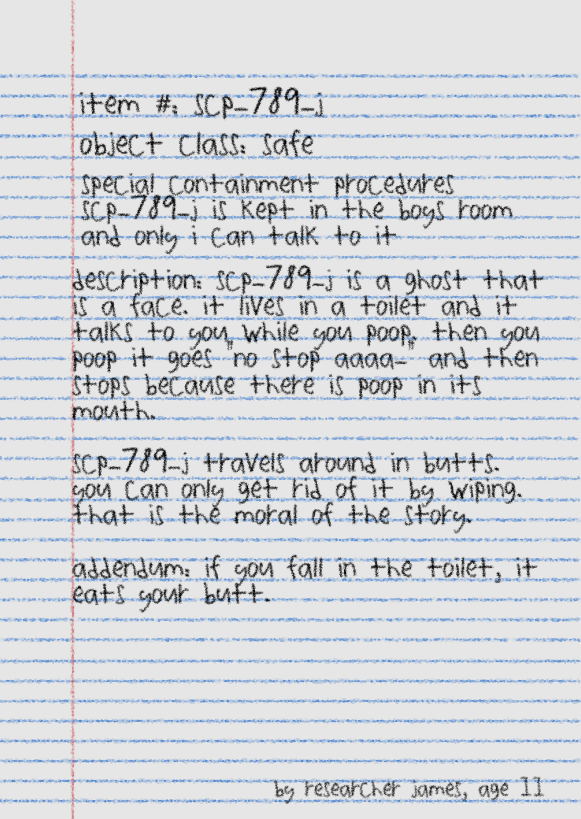 item #: scp-789-j
object class: safe
special containment procedures
scp-789-j is kept in the boys room
and only i can talk to it
description: scp-789-j is a ghost that
is a face. it lives in a toilet and it
talks to you while you poop. then you
poop it goes "no stop aaaa-" and then
stops because there is poop in its
mouth.
scp-789-j travels around in butts.
you can only get rid of it by wiping.
that is the moral of the story.
addendum: if you fall in the toilet, it
eats your butt.
by researcher james, age 11